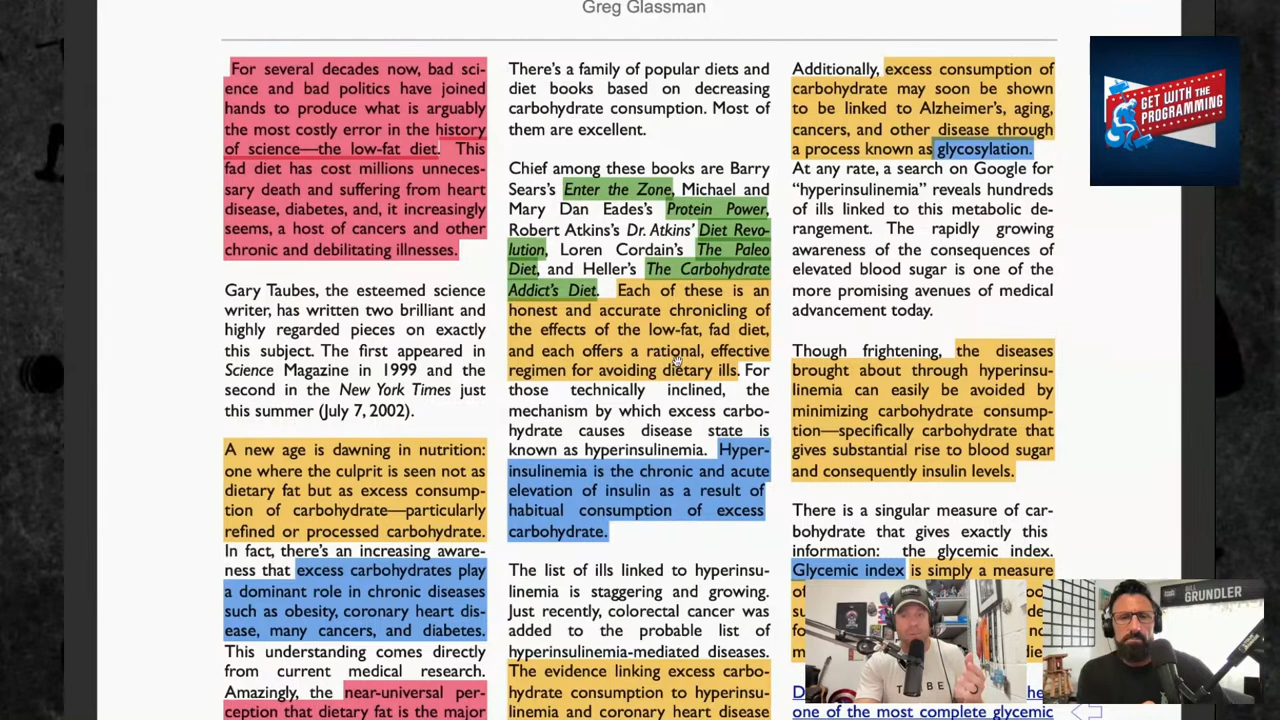 Greg Glassman
For several decades now, bad sci-
ence and bad politics have joined
hands to produce what is arguably
the most costly error in the history
of science—the low-fat diet. This
fad diet has cost millions unneces-
sary death and suffering from heart
disease, diabetes, and, it increasingly
seems, a host of cancers and other
chronic and debilitating illnesses.
Gary Taubes, the esteemed science
writer, has written two brilliant and
highly regarded pieces on exactly
this subject. The first appeared in
Science Magazine in 1999 and the
second in the New York Times just
this summer (July 7, 2002).
A new age is dawning in nutrition:
one where the culprit is seen not as
dietary fat but as excess consump-
tion of carbohydrate—particularly
refined or processed carbohydrate.
In fact, there's an increasing aware-
ness that excess carbohydrates play
a dominant role in chronic diseases
such as obesity, coronary heart dis-
ease, many cancers, and diabetes.
This understanding comes directly
from current medical research.
Amazingly, the near-universal per-
ception that dietary fat is the major
There's a family of popular diets and
diet books based on decreasing
carbohydrate consumption. Most of
them are excellent.
Chief among these books are Barry
Sears's Enter the Zone, Michael and
Mary Dan Eades's Protein Power,
Robert Atkins's Dr. Atkins' Diet Revo-
lution, Loren Cordain's The Paleo
Diet, and Heller's The Carbohydrate
Addict's Diet. Each of these is an
honest and accurate chronicling of
the effects of the low-fat, fad diet,
and each offers a rational, effective
regimen for avoiding dietary ills. For
those technically inclined, the
mechanism by which excess carbo-
hydrate causes disease state is
known as hyperinsulinemia. Hyper-
insulinemia is the chronic and acute
elevation of insulin as a result of
habitual consumption of excess
carbohydrate.
The list of ills linked to hyperinsu-
linemia is staggering and growing.
Just recently, colorectal cancer was
added to the probable list of
hyperinsulinemia-mediated diseases.
The evidence linking excess carbo-
hydrate consumption to hyperinsu-
linemia and coronary heart disease
Additionally, excess consumption of
carbohydrate may soon be shown
to be linked to Alzheimer's, aging,
cancers, and other disease through
a process known as glycosylation.
At any rate, a search on Google for
"hyperinsulinemia" reveals hundreds
of ills linked to this metabolic de-
rangement. The rapidly growing
awareness of the consequences of
elevated blood sugar is one of the
more promising avenues of medical
advancement today.
Though frightening, the diseases
brought about through hyperinsu-
linemia can easily be avoided by
minimizing carbohydrate consump-
tion—specifically carbohydrate that
gives substantial rise to blood sugar
and consequently insulin levels.
There is a singular measure of car-
bohydrate that gives exactly this
information: the glycemic index.
Glycemic index is simply a measure
one of the most complete glycemic
GET WITH THE
PROGRAMMING
GRUNDLER